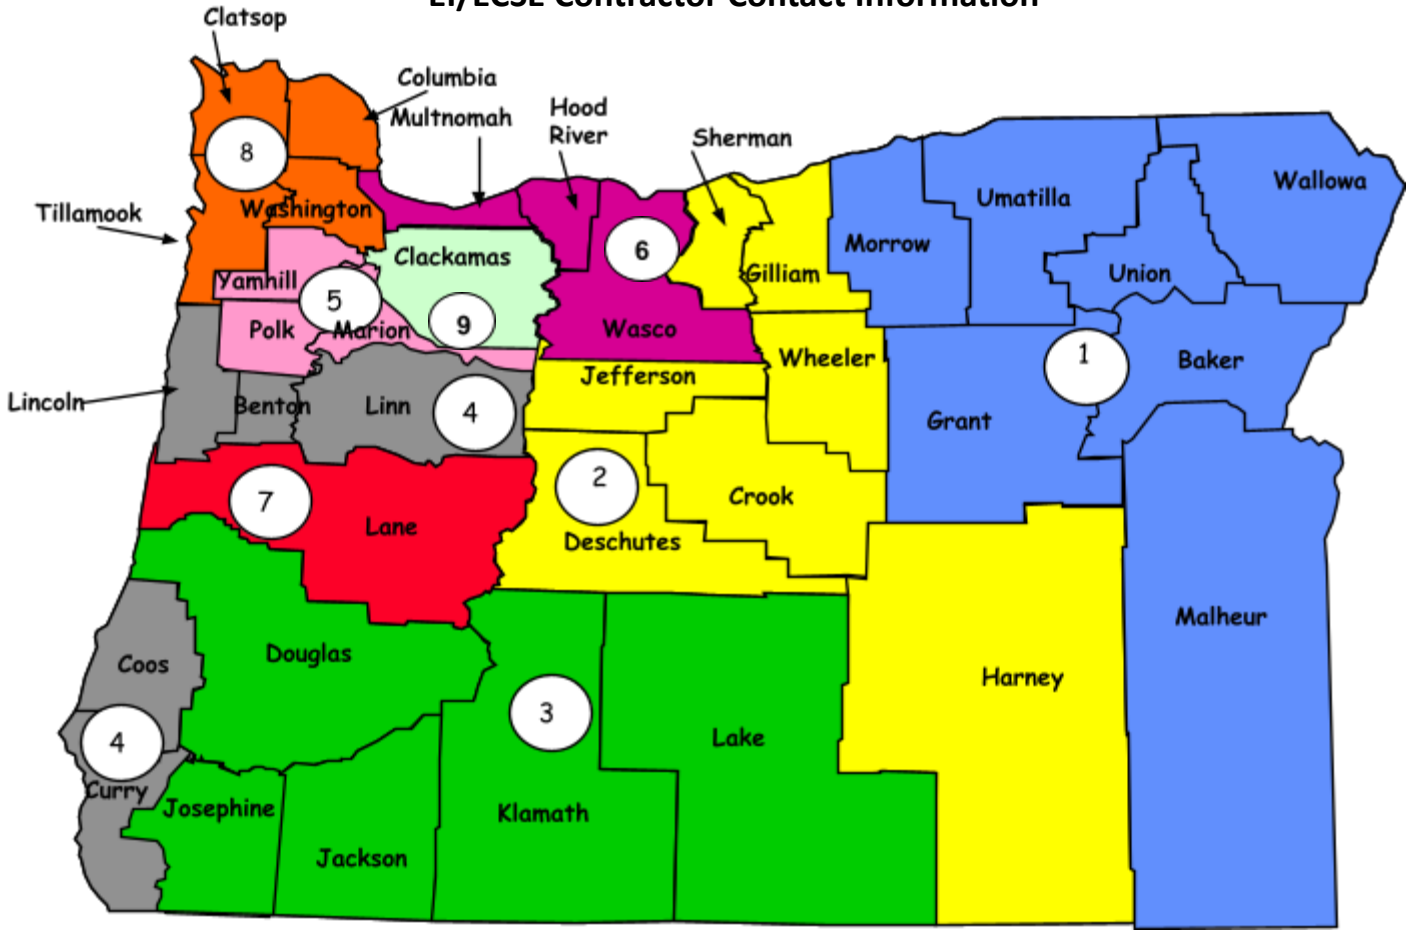 EI/ECSE Contractor Contact Information
Clatsop
Columbia
Multnomah
Hood
River
Sherman
8
Tillamook
Washington
Umatilla
Wallowa
Morrow
Clackamas
6
Gilliam
Union
Yamhill
5
9
Polk
Marion
Wasco
Wheeler
1
Baker
Jefferson
Lincoln
Benton
Linn
4
Grant
7
2
Crook
Lane
Deschutes
Malheur
Coos
Douglas
Harney
3
4
Lake
Curry
Josephine
Klamath
Jackson